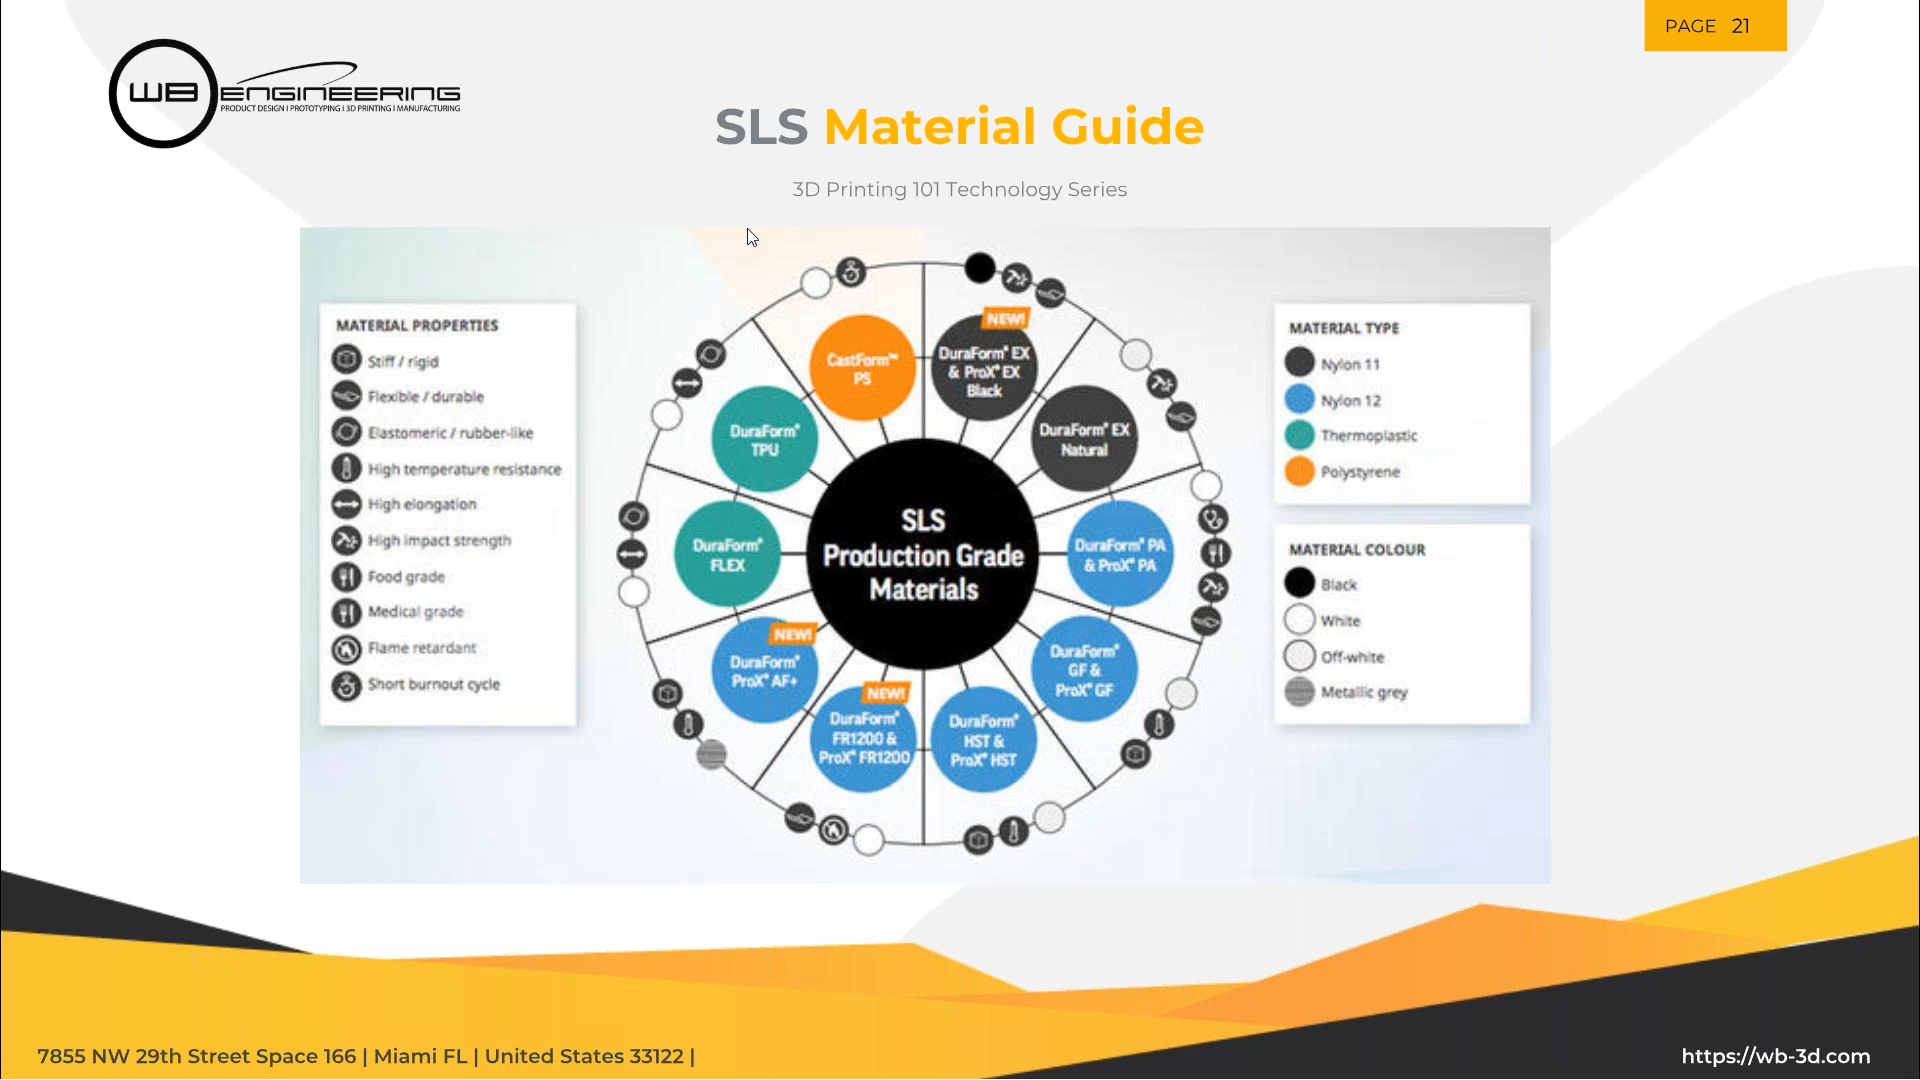 PAGE 21
WB ENGINEERING
PRODUCT DESIGN | PROTOTYPING | 3D PRINTING | MANUFACTURING
SLS Material Guide
3D Printing 101 Technology Series
MATERIAL PROPERTIES
Stiff / rigid
Flexible / durable
Elastomeric / rubber-like
High temperature resistance
High elongation
High impact strength
Food grade
Medical grade
Flame retardant
Short burnout cycle
CastForm™
PS
NEW!
DuraForm® EX
& ProX® EX
Black
DuraForm®
TPU
DuraForm® EX
Natural
SLS
Production Grade
Materials
DuraForm®
FLEX
DuraForm® PA
& ProX® PA
NEW!
DuraForm®
ProX® AF+
DuraForm®
GF &
ProX® GF
NEW!
DuraForm®
FR1200 &
ProX® FR1200
DuraForm®
HST &
ProX® HST
MATERIAL TYPE
Nylon 11
Nylon 12
Thermoplastic
Polystyrene
MATERIAL COLOUR
Black
White
Off-white
Metallic grey
7855 NW 29th Street Space 166 | Miami FL | United States 33122 |
https://wb-3d.com